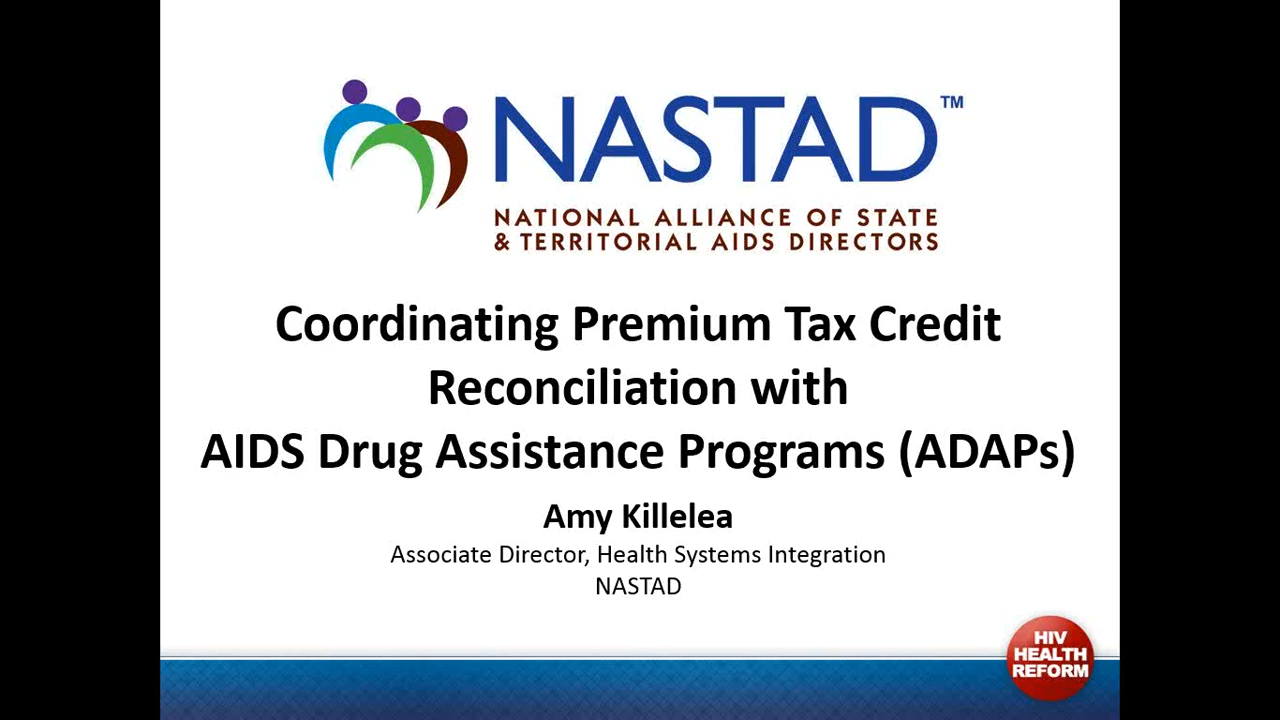 NASTAD™
NATIONAL ALLIANCE OF STATE
& TERRITORIAL AIDS DIRECTORS
Coordinating Premium Tax Credit
Reconciliation with
AIDS Drug Assistance Programs (ADAPs)
Amy Killelea
Associate Director, Health Systems Integration
NASTAD
HIV
HEALTH
REFORM